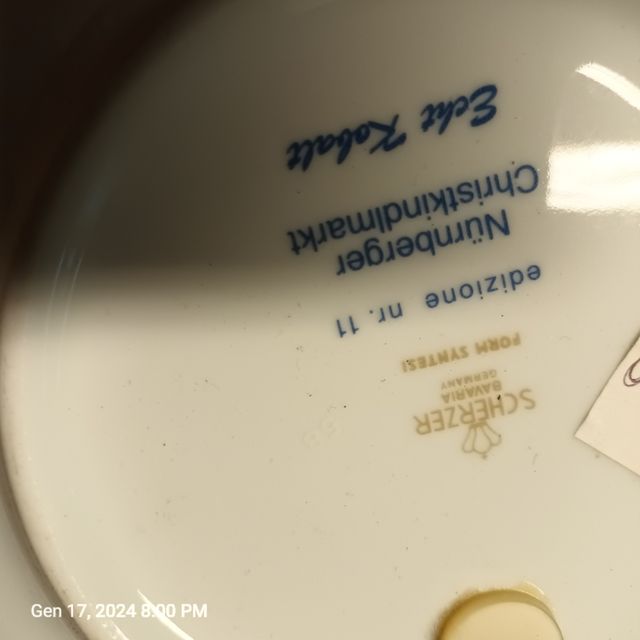 SCHERZER
BAVARIA
GERMANY
FORM SYNTESI
edizione nr. 11
Nürnberger
Christkindlmarkt
Echt Kobalt
Gen 17, 2024 8:00 PM